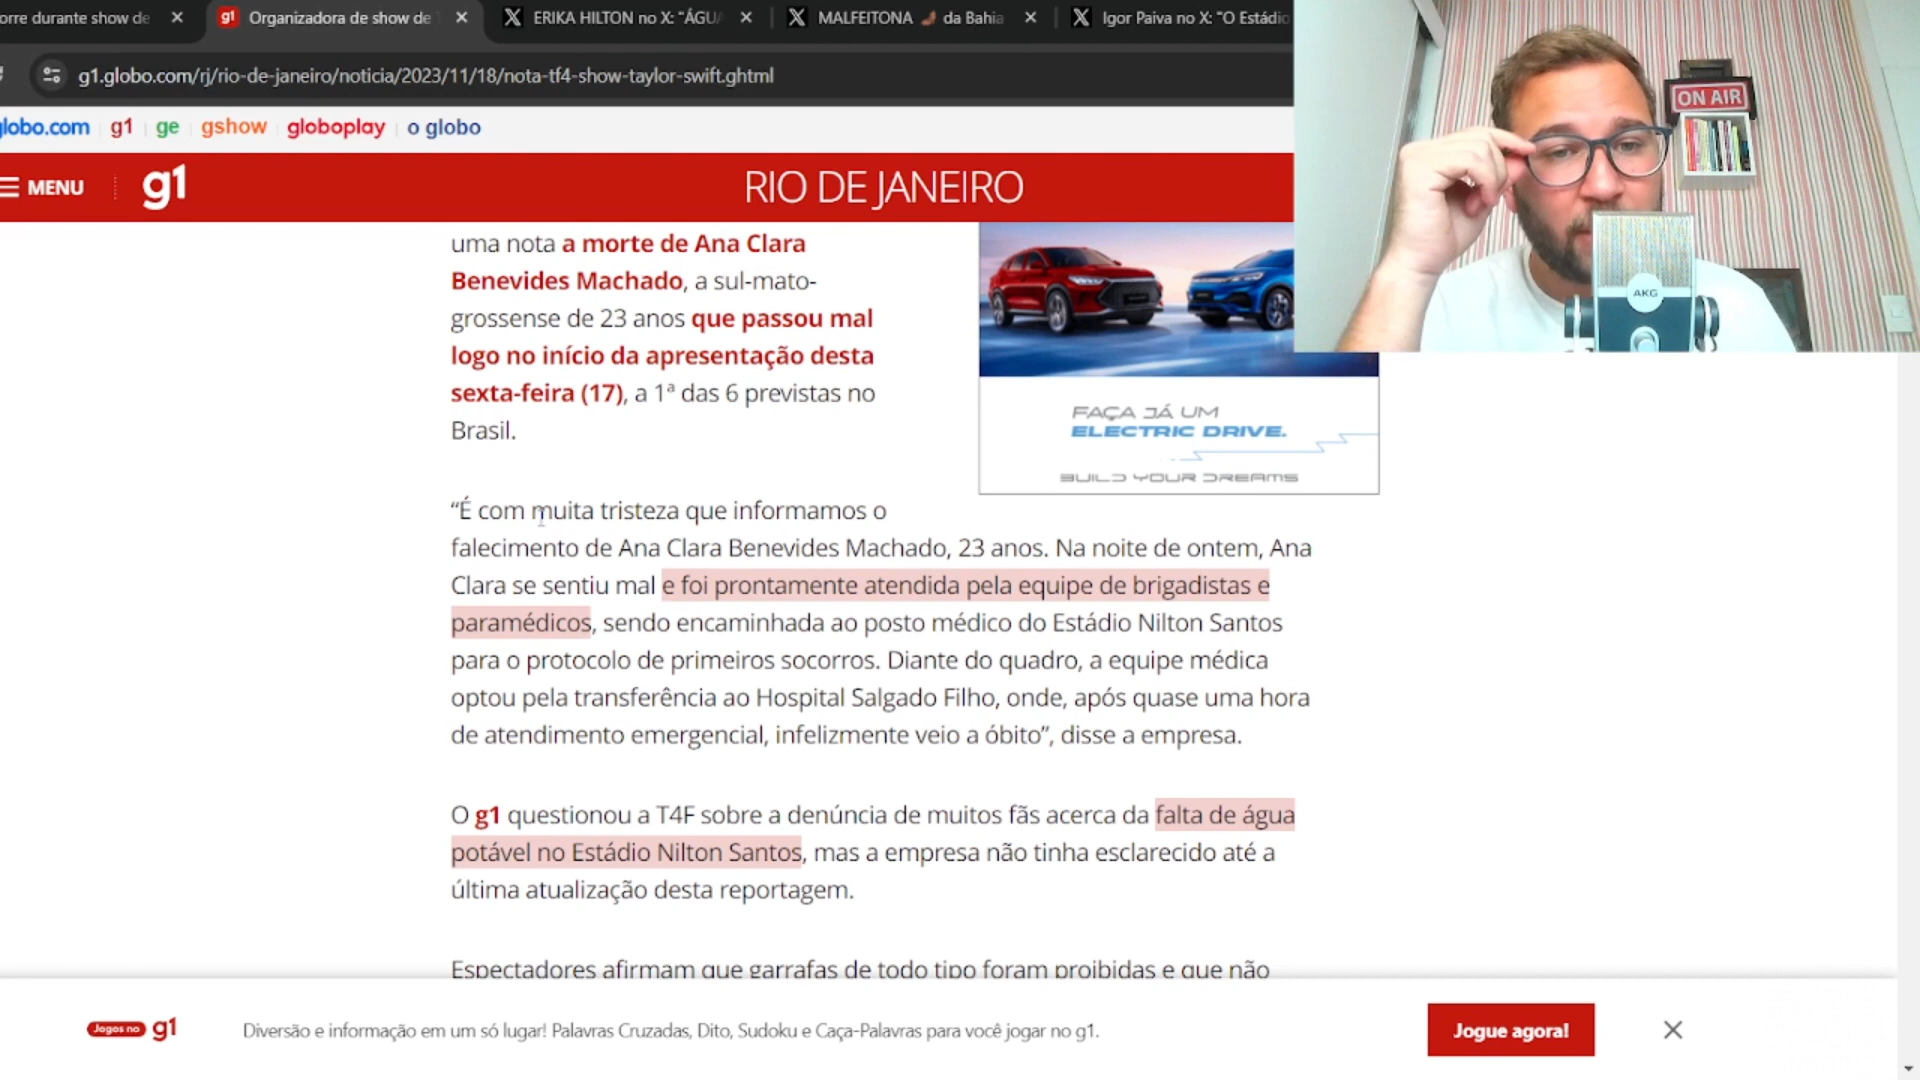 orre durante show de
g1 Organizadora de show de
ERIKA HILTON no X: "ÁGU
MALFEITONA da Bahia
Igor Paiva no X: "O Estádio
g1.globo.com/rj/rio-de-janeiro/noticia/2023/11/18/nota-tf4-show-taylor-swift.ghtml
globo.com g1 ge gshow globoplay o globo
MENU g1 RIO DE JANEIRO
ON AIR
AKG
uma nota a morte de Ana Clara
Benevides Machado, a sul-mato-
grossense de 23 anos que passou mal
logo no início da apresentação desta
sexta-feira (17), a 1ª das 6 previstas no
Brasil.
FAÇA JÁ UM
ELECTRIC DRIVE.
BUILD YOUR DREAMS
“É com muita tristeza que informamos o
falecimento de Ana Clara Benevides Machado, 23 anos. Na noite de ontem, Ana
Clara se sentiu mal e foi prontamente atendida pela equipe de brigadistas e
paramédicos, sendo encaminhada ao posto médico do Estádio Nilton Santos
para o protocolo de primeiros socorros. Diante do quadro, a equipe médica
optou pela transferência ao Hospital Salgado Filho, onde, após quase uma hora
de atendimento emergencial, infelizmente veio a óbito”, disse a empresa.
O g1 questionou a T4F sobre a denúncia de muitos fãs acerca da falta de água
potável no Estádio Nilton Santos, mas a empresa não tinha esclarecido até a
última atualização desta reportagem.
Espectadores afirmam que garrafas de todo tipo foram proibidas e que não
Jogos no g1 Diversão e informação em um só lugar! Palavras Cruzadas, Dito, Sudoku e Caça-Palavras para você jogar no g1. Jogue agora!